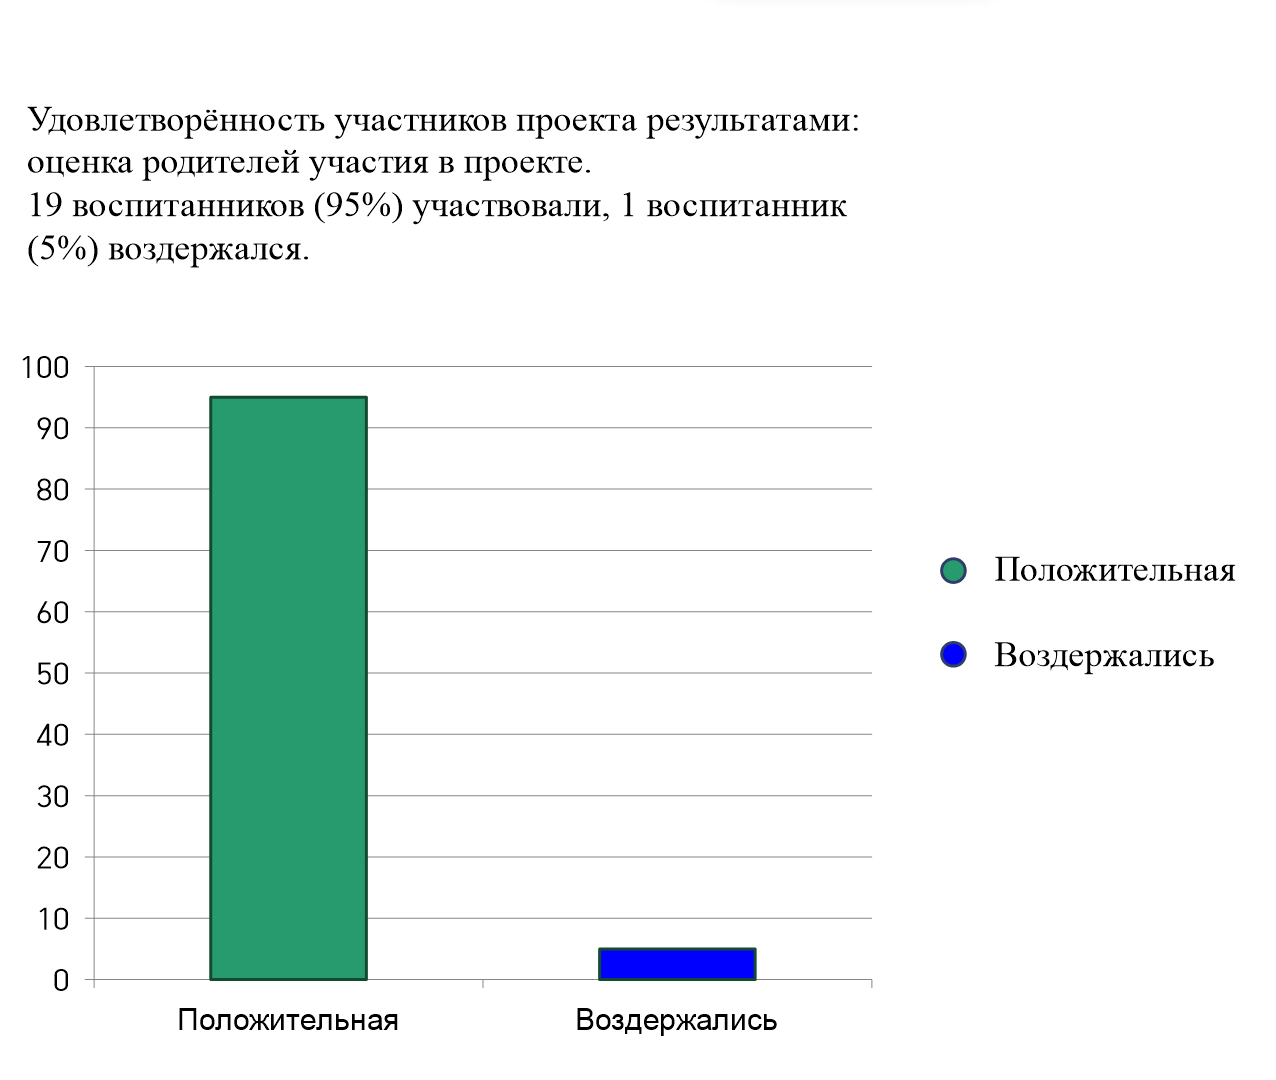 Удовлетворённость участников проекта результатами:
оценка родителей участия в проекте.
19 воспитанников (95%) участвовали, 1 воспитанник
(5%) воздержался.
100
90
80
70
60
50
40
30
20
10
0
Положительная
Воздержались
Положительная
Воздержались